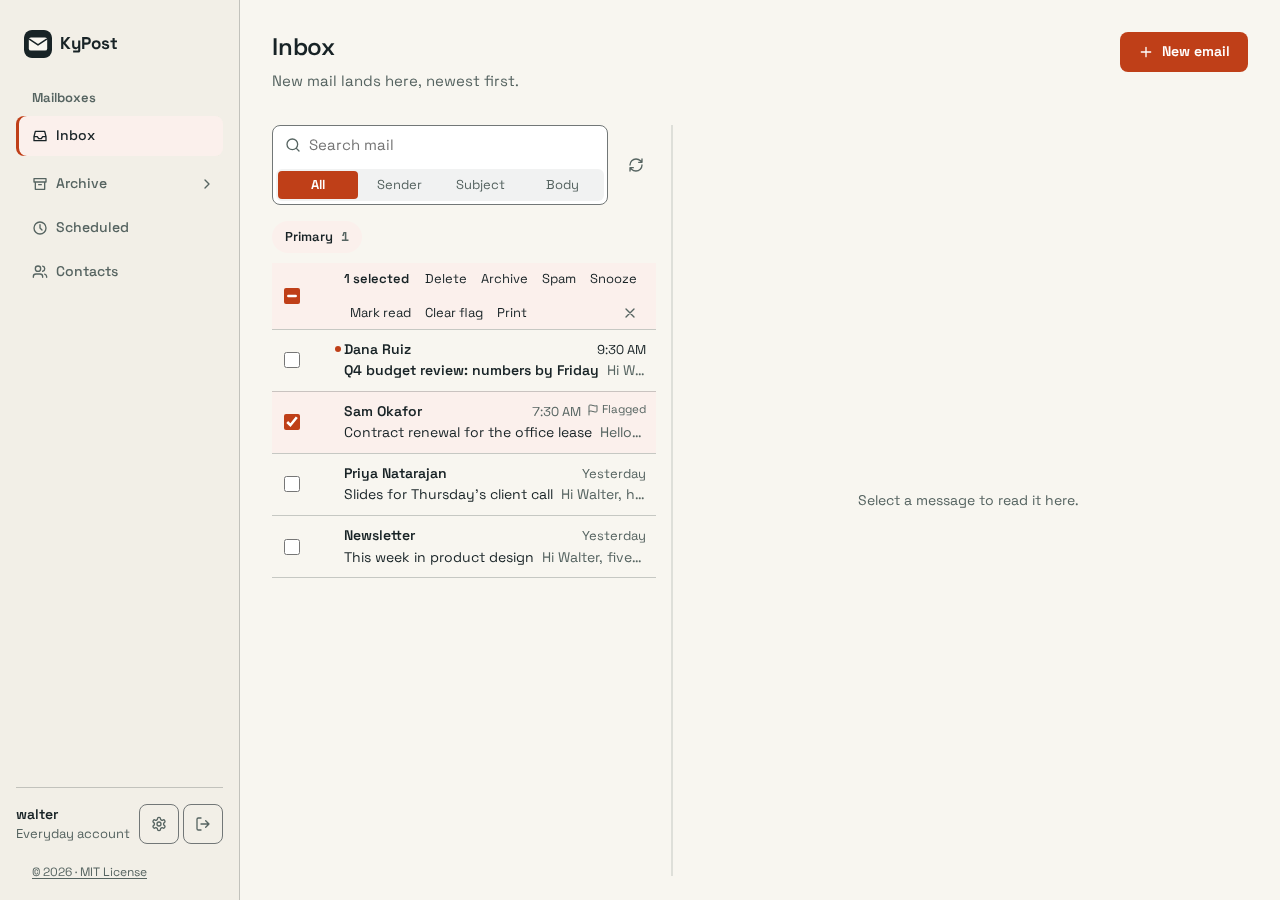 KyPost
Mailboxes
Inbox
Archive
Scheduled
Contacts
walter
Everyday account
© 2026 · MIT License
Inbox
New mail lands here, newest first.
New email
Search mail
All Sender Subject Body
Primary 1
1 selected Delete Archive Spam Snooze
Mark read Clear flag Print
Dana Ruiz 9:30 AM
Q4 budget review: numbers by Friday Hi W…
Sam Okafor 7:30 AM Flagged
Contract renewal for the office lease Hello…
Priya Natarajan Yesterday
Slides for Thursday's client call Hi Walter, h…
Newsletter Yesterday
This week in product design Hi Walter, five…
Select a message to read it here.